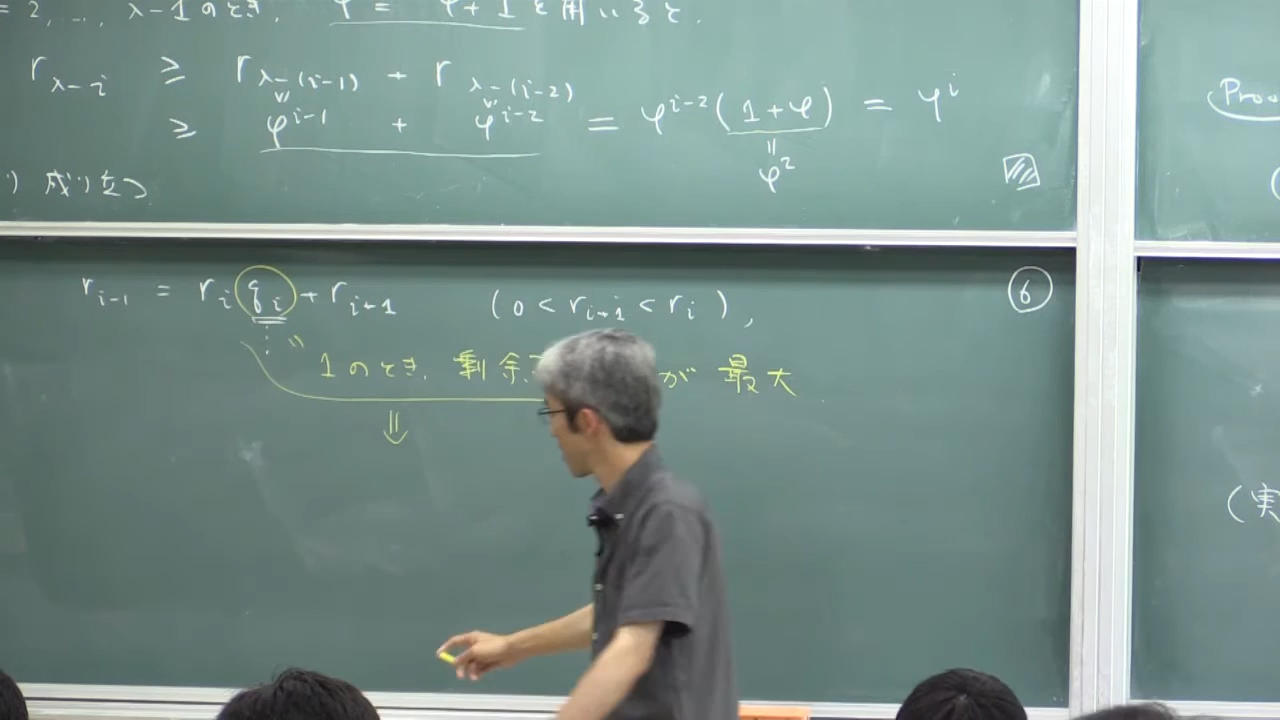 = 2, …, λ-1 のとき, φ² = φ+1 を用いると,
r_{λ-i} ≥ r_{λ-(i-1)} + r_{λ-(i-2)}
≥ φ^{i-1} + φ^{i-2} = φ^{i-2}(1+φ) = φ^i
φ²
) 成り立つ
r_{i-1} = r_i q_i + r_{i+1} (0 < r_{i+1} < r_i),
⑥
1のとき, 剰余 が 最大
⇓
(Proo
(実